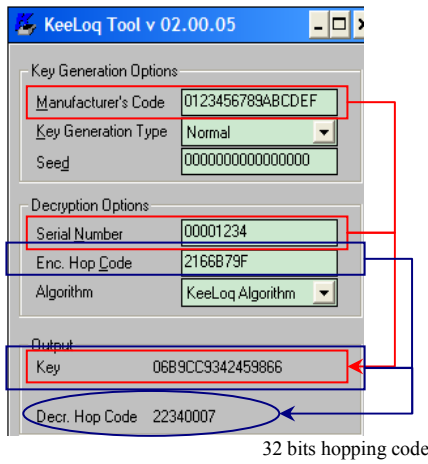 KeeLoq Tool v 02.00.05
Key Generation Options
Manufacturer's Code 0123456789ABCDEF
Key Generation Type Normal
Seed 0000000000000000
Decryption Options
Serial Number 00001234
Enc. Hop Code 2166B79F
Algorithm KeeLoq Algorithm
Output
Key 06B9CC9342459866
Decr. Hop Code 22340007
32 bits hopping code